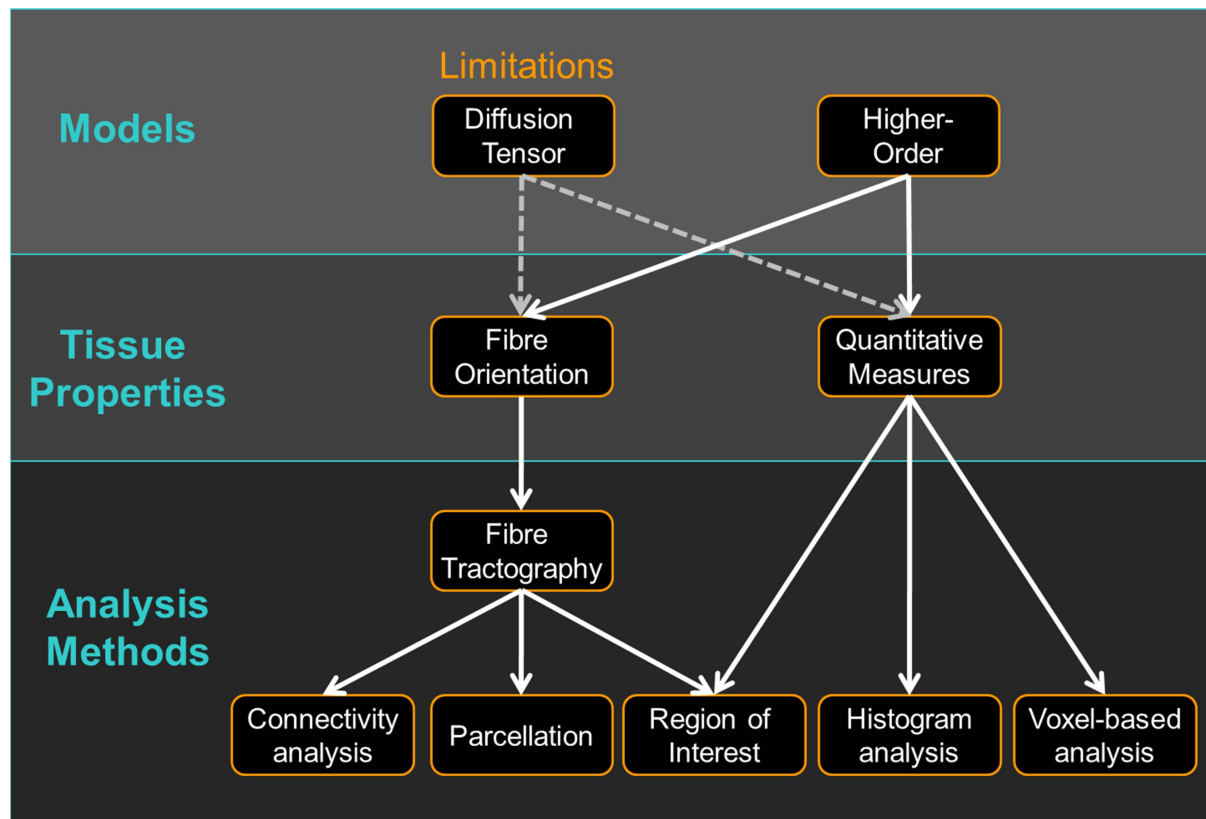 Limitations
Models
Diffusion
Tensor
Higher-
Order
Tissue
Properties
Fibre
Orientation
Quantitative
Measures
Analysis
Methods
Fibre
Tractography
Connectivity
analysis
Parcellation
Region of
Interest
Histogram
analysis
Voxel-based
analysis